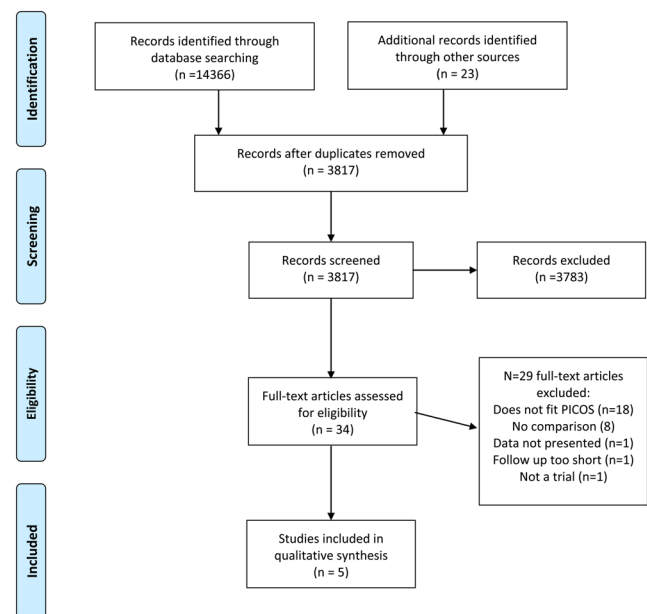 Identification
Records identified through
database searching
(n =14366)
Additional records identified
through other sources
(n = 23)
Records after duplicates removed
(n = 3817)
Screening
Records screened
(n = 3817)
Records excluded
(n =3783)
Eligibility
Full-text articles assessed
for eligibility
(n = 34)
N=29 full-text articles
excluded:
Does not fit PICOS (n=18)
No comparison (8)
Data not presented (n=1)
Follow up too short (n=1)
Not a trial (n=1)
Included
Studies included in
qualitative synthesis
(n = 5)